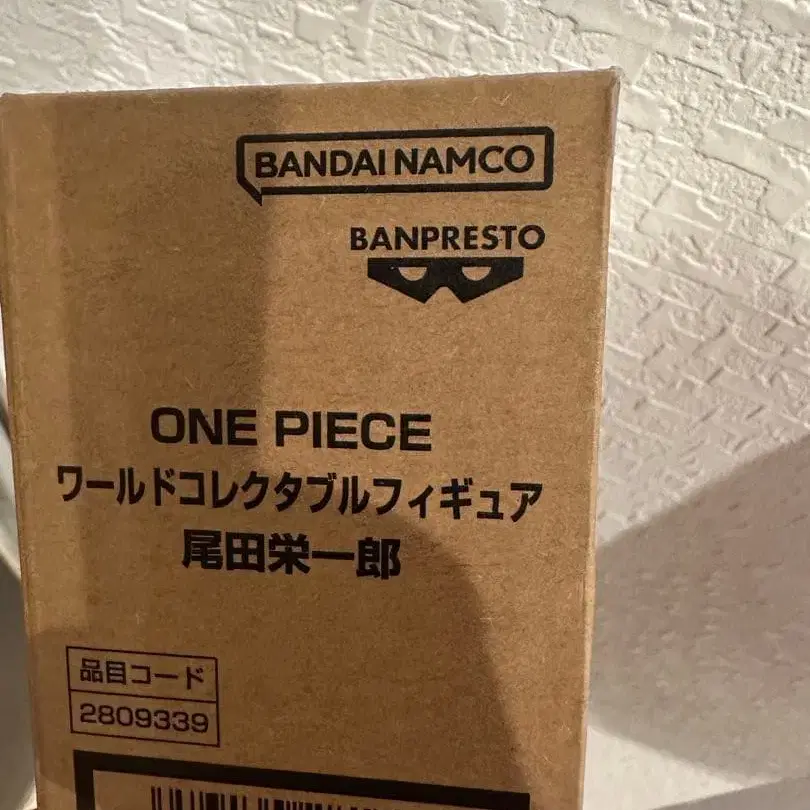 BANDAI NAMCO
BANPRESTO
ONE PIECE
ワールドコレクタブルフィギュア
尾田栄一郎
品目コード
2809339